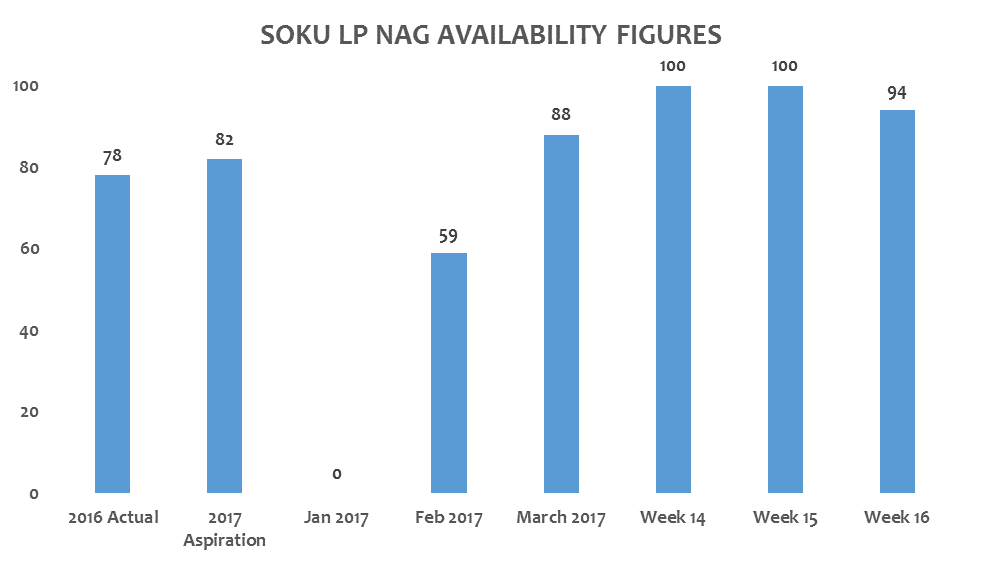 SOKU LP NAG AVAILABILITY FIGURES
100
80
60
40
20
0
78
82
0
59
88
100
100
94
2016 Actual
2017
Aspiration
Jan 2017
Feb 2017
March 2017
Week 14
Week 15
Week 16